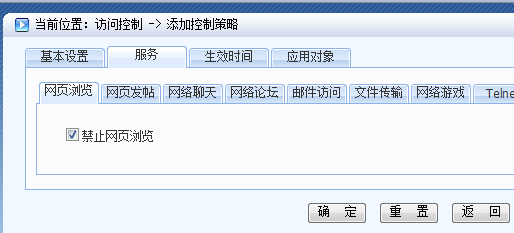 当前位置：访问控制 -> 添加控制策略
基本设置 服务 生效时间 应用对象
网页浏览 网页发帖 网络聊天 网络论坛 邮件访问 文件传输 网络游戏 Telne
禁止网页浏览
确 定 重 置 返 回